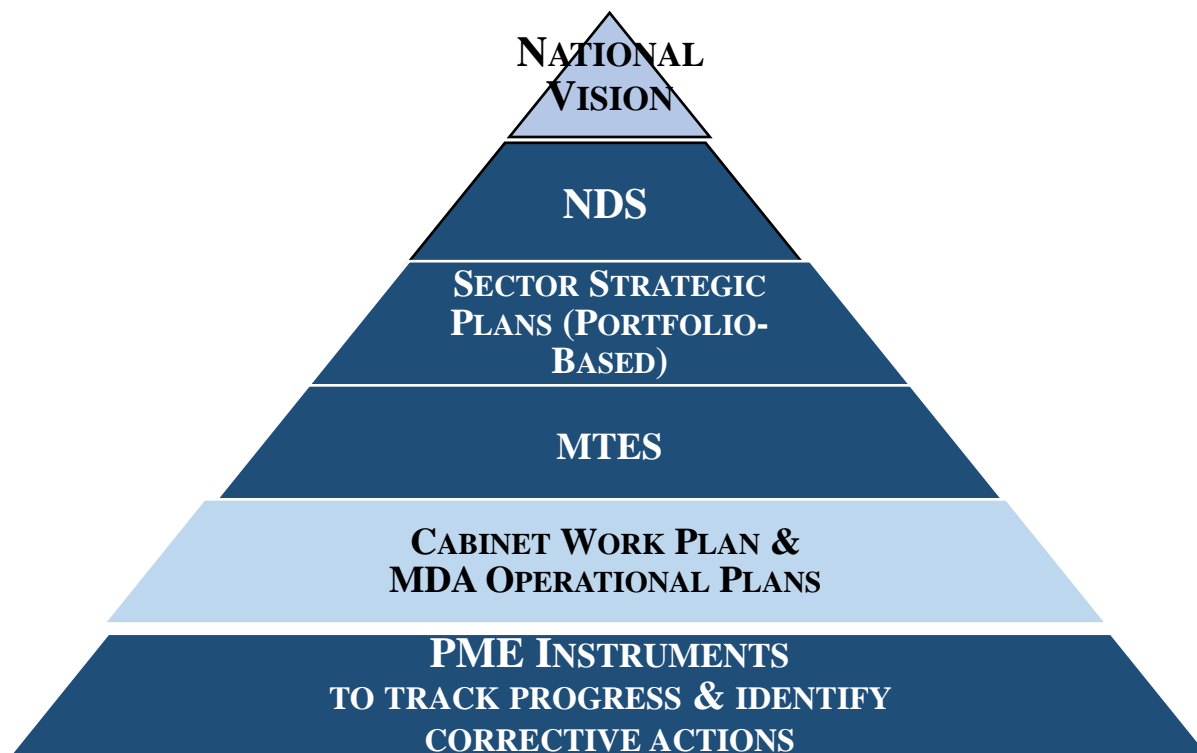 NATIONAL
VISION
NDS
SECTOR STRATEGIC
PLANS (PORTFOLIO-
BASED)
MTES
CABINET WORK PLAN &
MDA OPERATIONAL PLANS
PME INSTRUMENTS
TO TRACK PROGRESS & IDENTIFY
CORRECTIVE ACTIONS